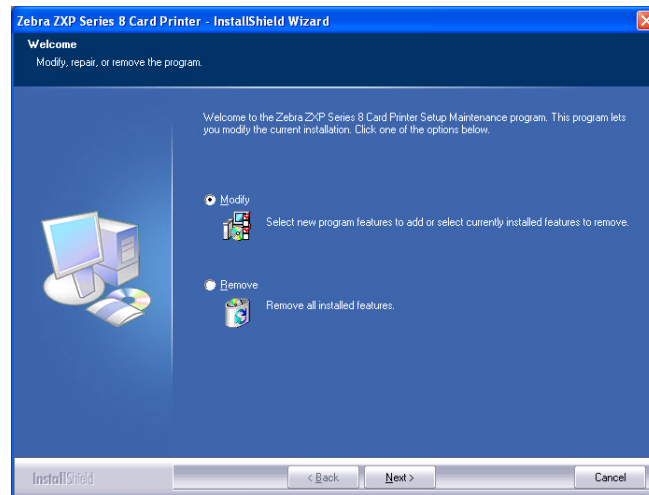 Zebra ZXP Series 8 Card Printer - InstallShield Wizard
Welcome
Modify, repair, or remove the program.
Welcome to the Zebra ZXP Series 8 Card Printer Setup Maintenance program. This program lets
you modify the current installation. Click one of the options below.
Modify
Select new program features to add or select currently installed features to remove.
Remove
Remove all installed features.
InstallShield
< Back
Next >
Cancel